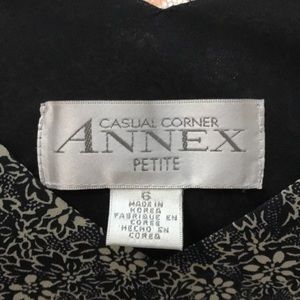 CASUAL CORNER
ANNEX
PETITE
6
MADE IN
KOREA
FABRIQUE EN
COREE
HECHO EN
COREA